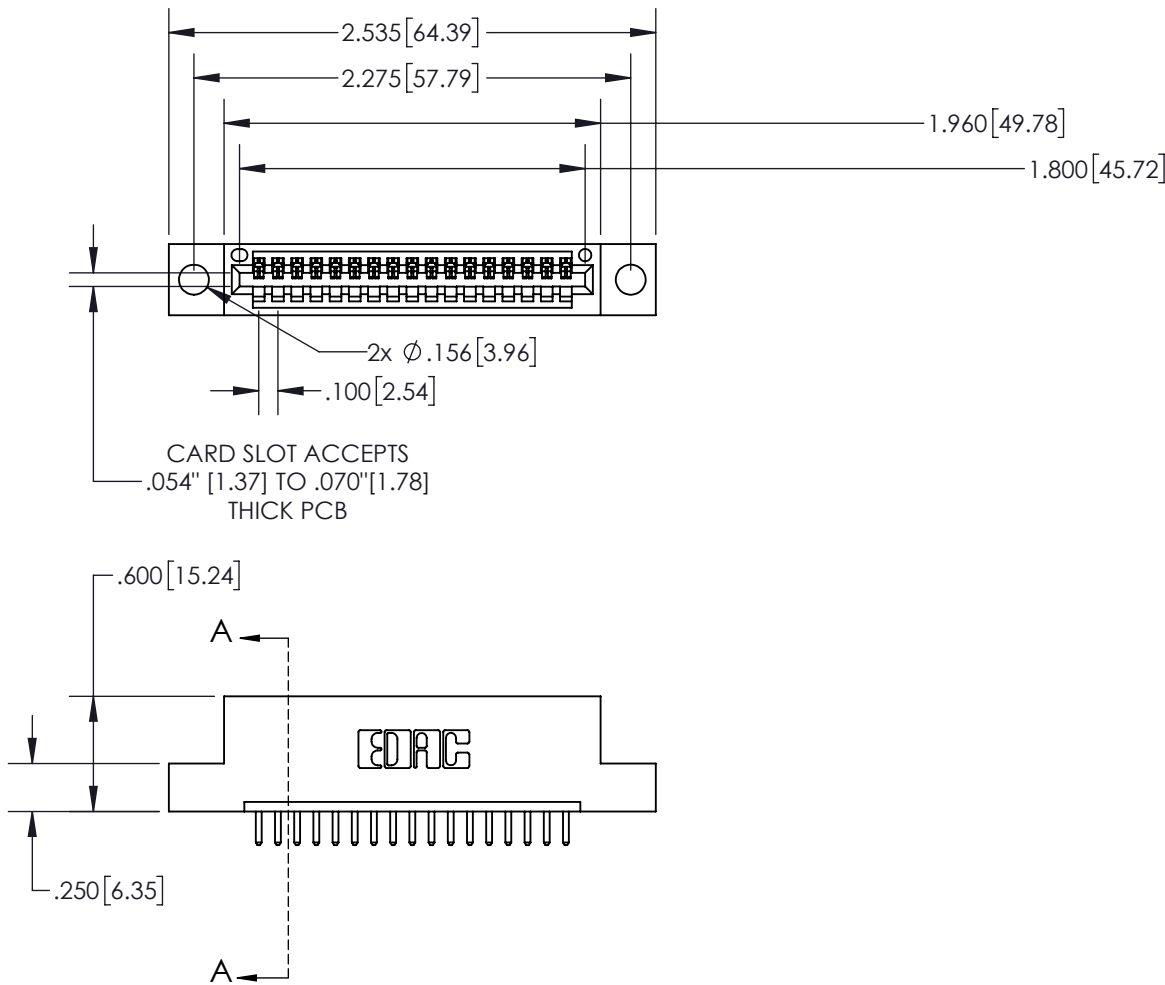 2.535[64.39]
2.275[57.79]
1.960[49.78]
1.800[45.72]
2x ∅.156[3.96]
.100[2.54]
CARD SLOT ACCEPTS
.054" [1.37] TO .070"[1.78]
THICK PCB
.600[15.24]
A
EDAC
.250[6.35]
A